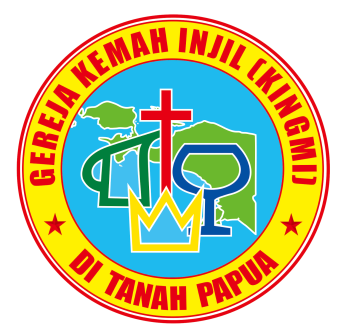 GEREJA KEMAH INJIL (KINGMI)
DI TANAH PAPUA